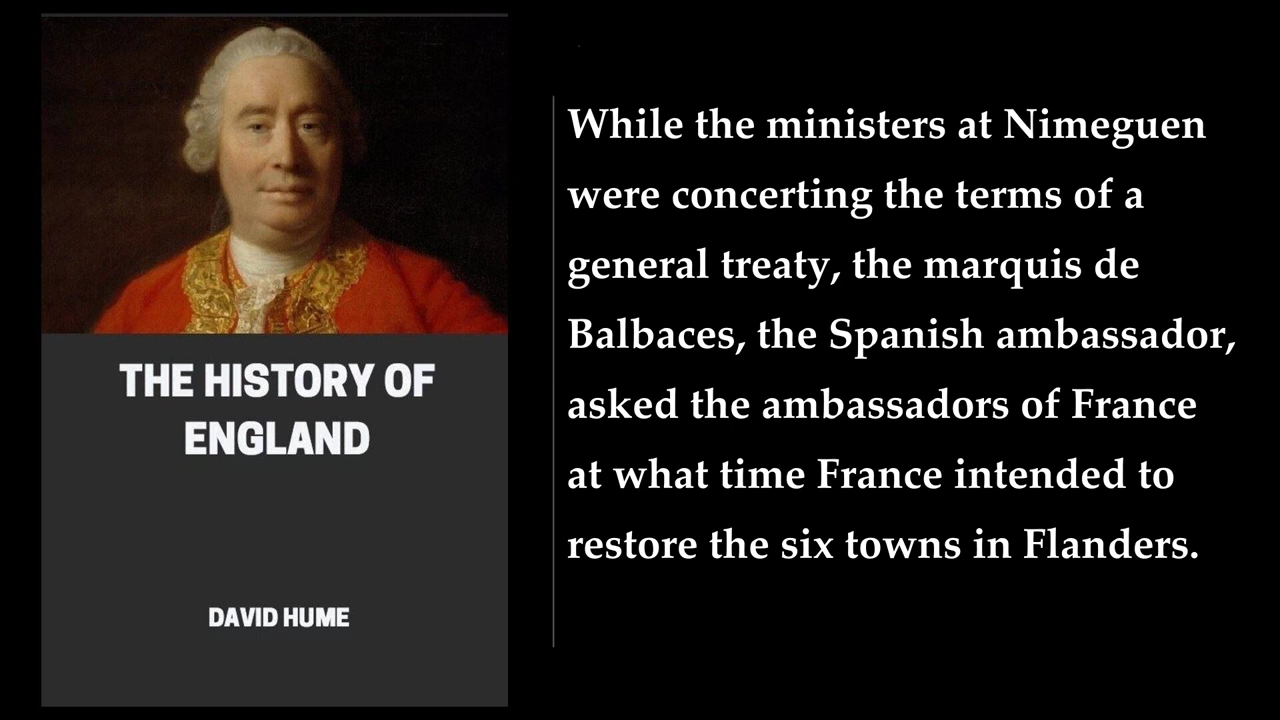 THE HISTORY OF
ENGLAND
DAVID HUME
While the ministers at Nimeguen
were concerting the terms of a
general treaty, the marquis de
Balbaces, the Spanish ambassador,
asked the ambassadors of France
at what time France intended to
restore the six towns in Flanders.